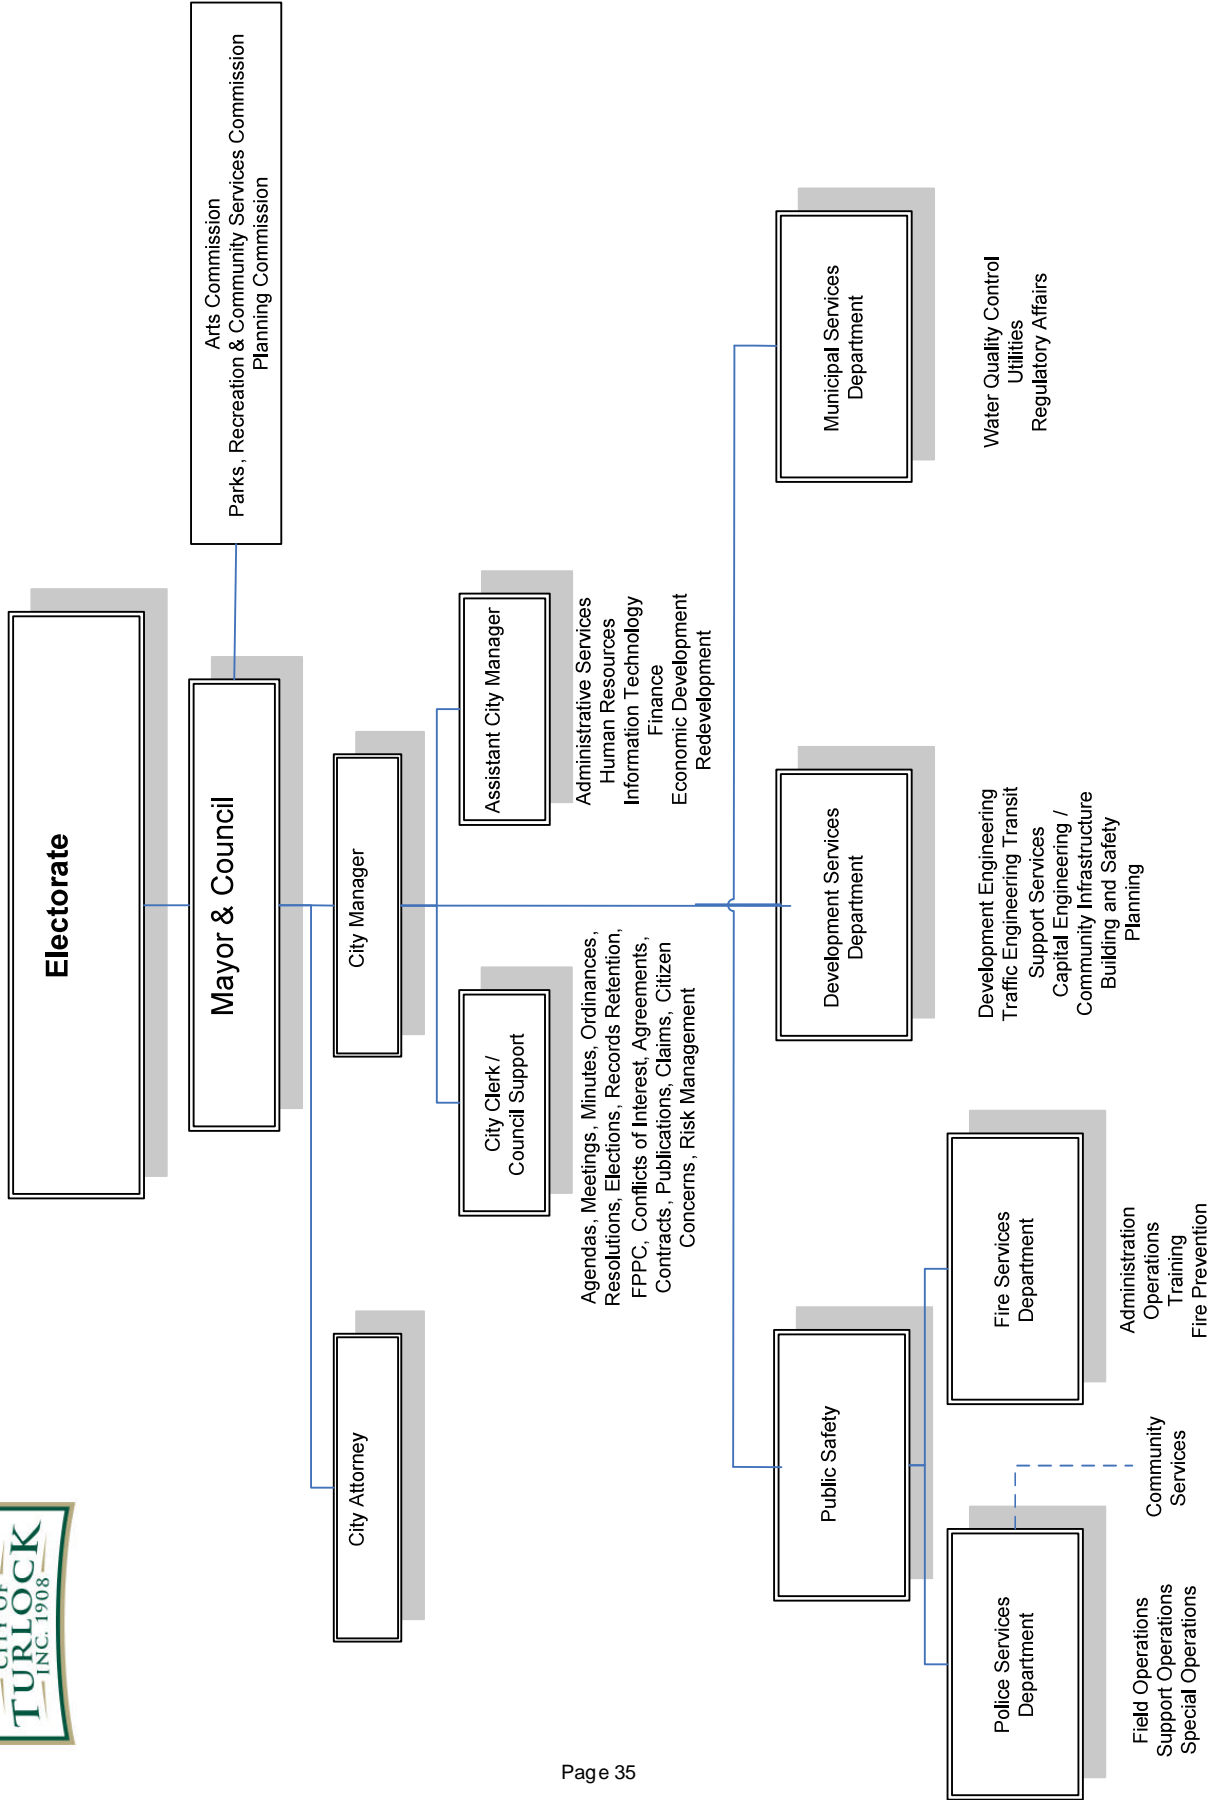 CITY OF
TURLOCK
INC. 1908
Electorate
Mayor & Council
Arts Commission
Parks, Recreation & Community Services Commission
Planning Commission
City Attorney
City Manager
City Clerk /
Council Support
Agendas, Meetings, Minutes, Ordinances,
Resolutions, Elections, Records Retention,
FPPC, Conflicts of Interest, Agreements,
Contracts, Publications, Claims, Citizen
Concerns, Risk Management
Assistant City Manager
Administrative Services
Human Resources
Information Technology
Finance
Economic Development
Redevelopment
Public Safety
Police Services
Department
Field Operations
Support Operations
Special Operations
Community
Services
Fire Services
Department
Administration
Operations
Training
Fire Prevention
Development Services
Department
Development Engineering
Traffic Engineering Transit
Support Services
Capital Engineering /
Community Infrastructure
Building and Safety
Planning
Municipal Services
Department
Water Quality Control
Utilities
Regulatory Affairs
Page 35